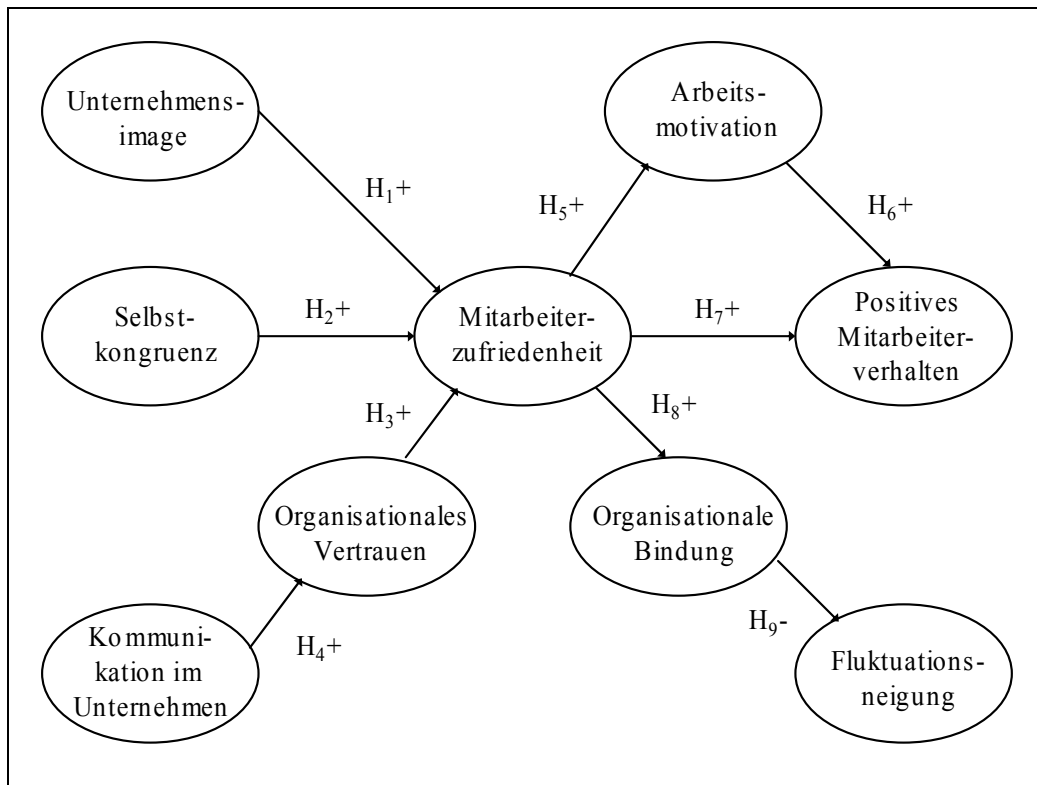 Unternehmens-
image
Arbeits-
motivation
H₁+
H₅+
H₆+
Selbst-
kongruenz
H₂+
Mitarbeiter-
zufriedenheit
H₇+
Positives
Mitarbeiter-
verhalten
H₃+
H₈+
Organisationales
Vertrauen
Organisationale
Bindung
Kommuni-
kation im
Unternehmen
H₄+
H₉-
Fluktuations-
neigung